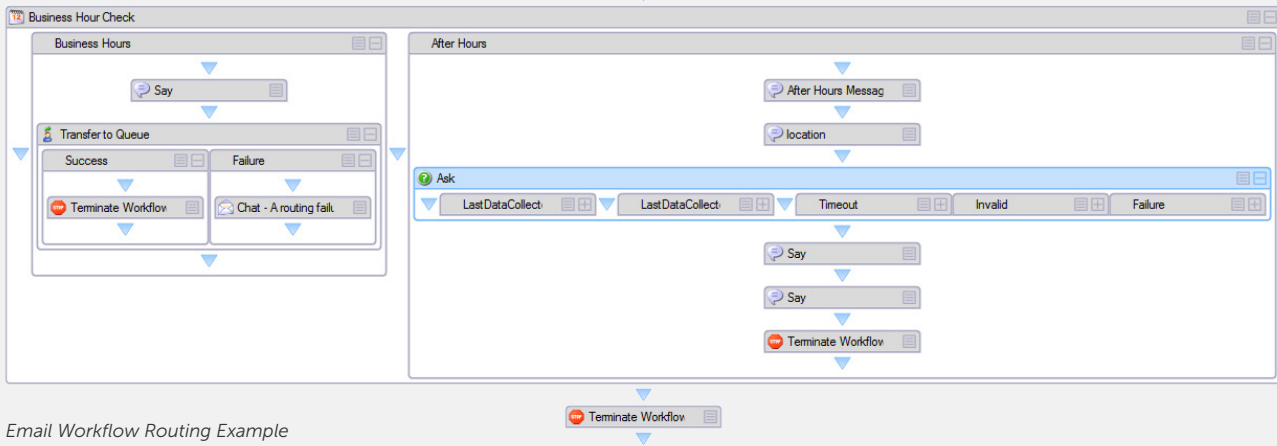 Business Hour Check
Business Hours
Say
Transfer to Queue
Success
Failure
Terminate Workflow
Chat - A routing failu
After Hours
After Hours Messag
location
Ask
LastDataCollect
LastDataCollect
Timeout
Invalid
Failure
Say
Say
Terminate Workflow
Terminate Workflow
Email Workflow Routing Example